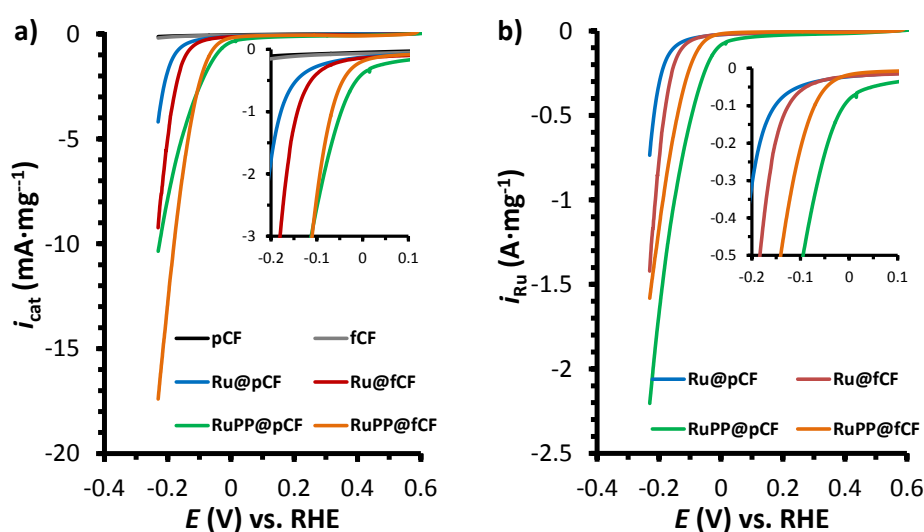 a)
i_cat (mA·mg⁻⁻¹)
0
-5
-10
-15
-20
-0.4 -0.2 0 0.2 0.4 0.6
E (V) vs. RHE
0
-1
-2
-3
-0.2 -0.1 0 0.1
pCF fCF
Ru@pCF Ru@fCF
RuPP@pCF RuPP@fCF
b)
i_Ru (A·mg⁻¹)
0
-0.5
-1
-1.5
-2
-2.5
-0.4 -0.2 0 0.2 0.4 0.6
E (V) vs. RHE
0
-0.1
-0.2
-0.3
-0.4
-0.5
-0.2 -0.1 0 0.1
Ru@pCF Ru@fCF
RuPP@pCF RuPP@fCF